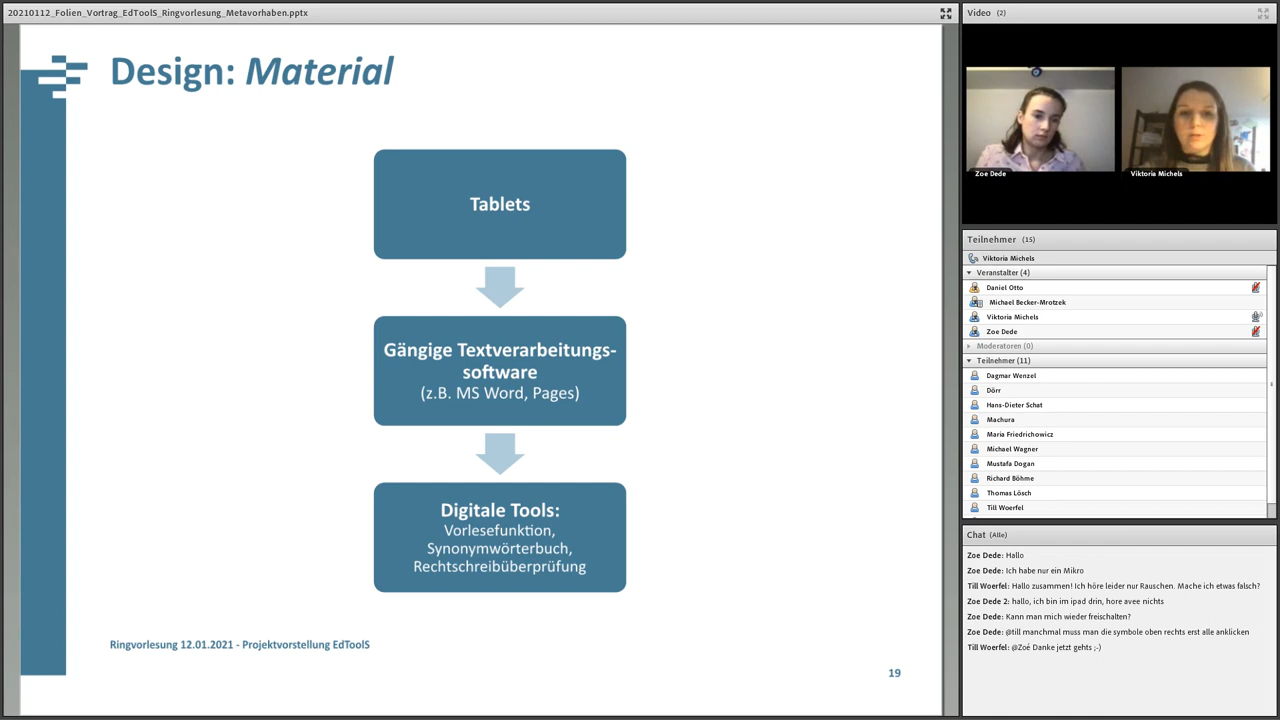 20210112_Folien_Vortrag_EdToolS_Ringvorlesung_Metavorhaben.pptx
Design: Material
Tablets
Gängige Textverarbeitungs-
software
(z.B. MS Word, Pages)
Digitale Tools:
Vorlesefunktion,
Synonymwörterbuch,
Rechtschreibüberprüfung
Ringvorlesung 12.01.2021 - Projektvorstellung EdToolS
19
Video (2)
Zoe Dede
Viktoria Michels
Teilnehmer (15)
Viktoria Michels
Veranstalter (4)
Daniel Otto
Michael Becker-Mrotzek
Viktoria Michels
Zoe Dede
Moderatoren (0)
Teilnehmer (11)
Dagmar Wenzel
Dörr
Hans-Dieter Schat
Machura
Maria Friedrichowicz
Michael Wagner
Mustafa Dogan
Richard Böhme
Thomas Lösch
Till Woerfel
Chat (Alle)
Zoe Dede: Hallo
Zoe Dede: Ich habe nur ein Mikro
Till Woerfel: Hallo zusammen! Ich höre leider nur Rauschen. Mache ich etwas falsch?
Zoe Dede 2: hallo, ich bin im ipad drin, hore avee nichts
Zoe Dede: Kann man mich wieder freischalten?
Zoe Dede: @till manchmal muss man die symbole oben rechts erst alle anklicken
Till Woerfel: @Zoé Danke jetzt gehts ;-)